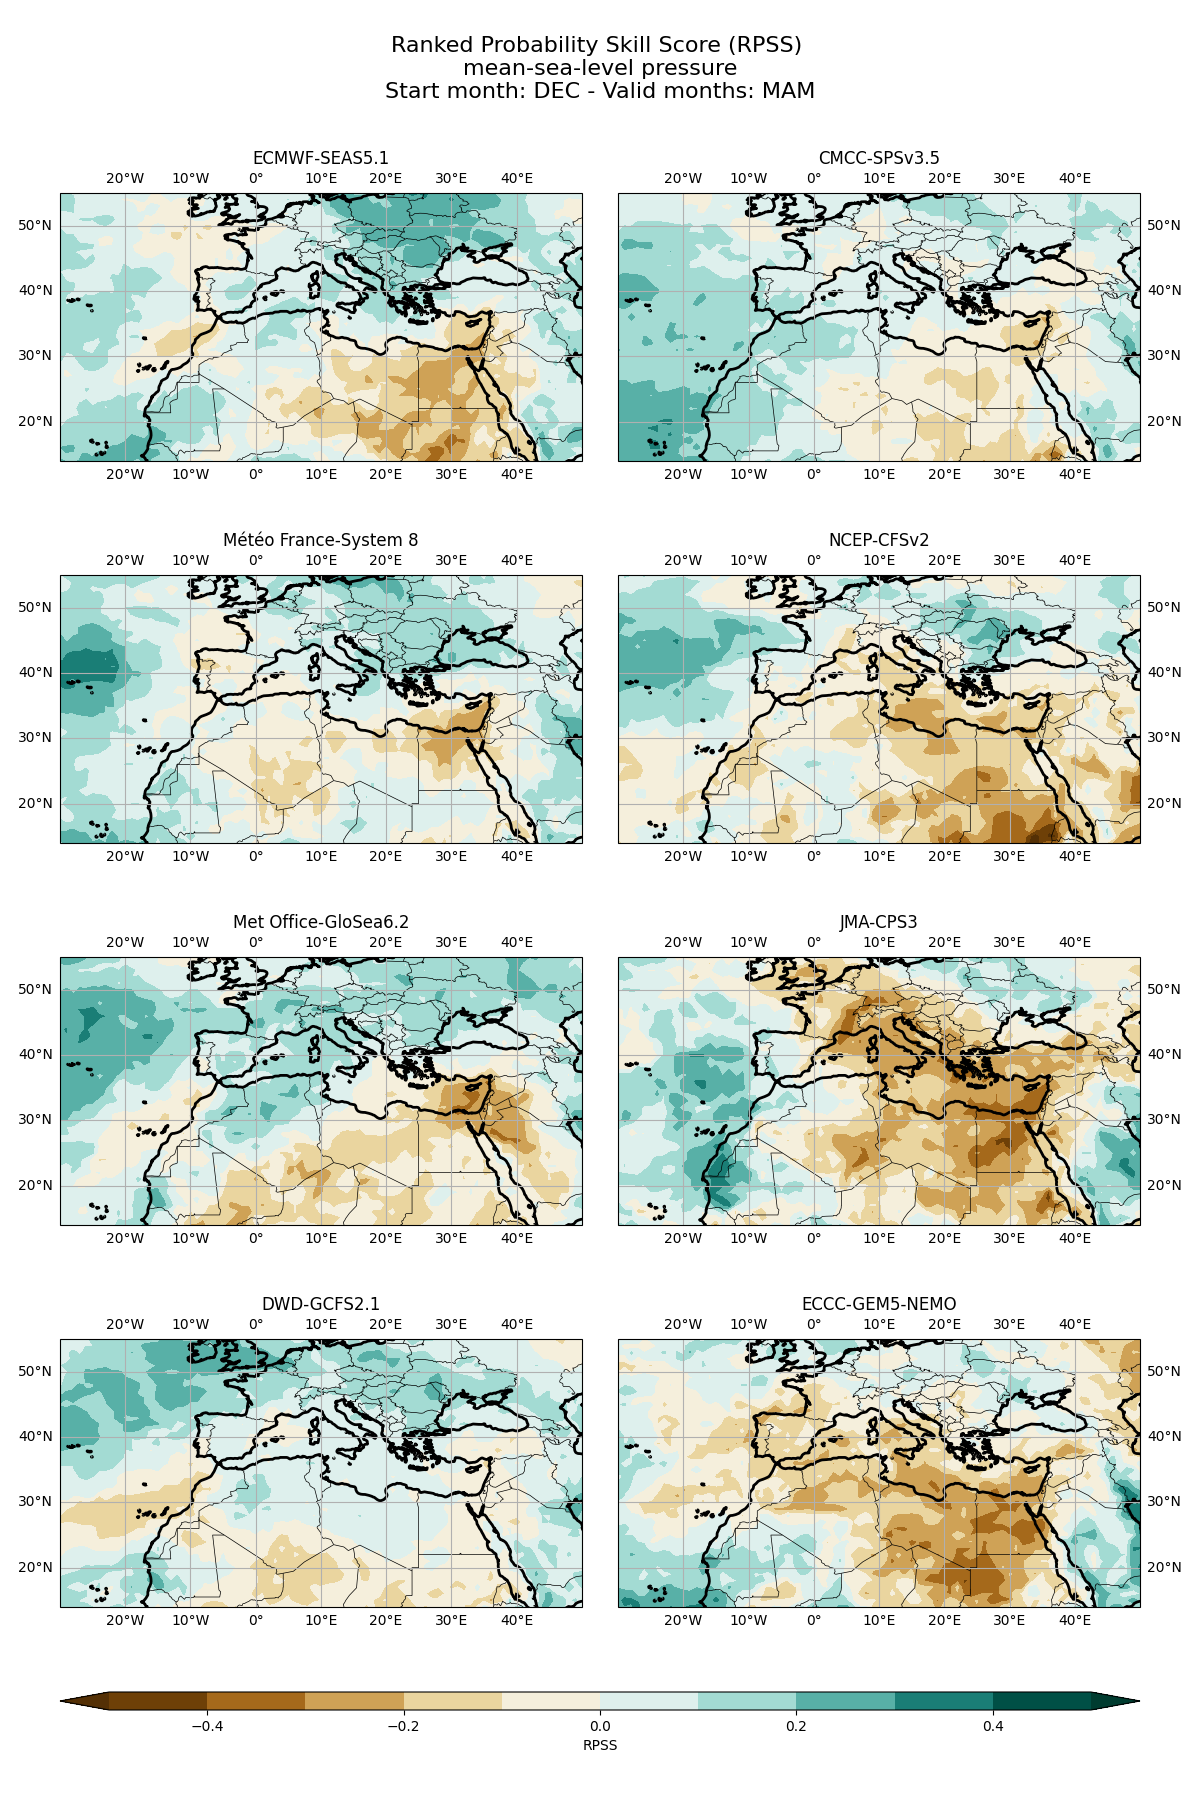 Ranked Probability Skill Score (RPSS)
mean-sea-level pressure
Start month: DEC - Valid months: MAM
ECMWF-SEAS5.1
CMCC-SPSv3.5
20°W 10°W 0° 10°E 20°E 30°E 40°E
20°W 10°W 0° 10°E 20°E 30°E 40°E
50°N
50°N
40°N
40°N
30°N
30°N
20°N
20°N
20°W 10°W 0° 10°E 20°E 30°E 40°E
20°W 10°W 0° 10°E 20°E 30°E 40°E
Météo France-System 8
NCEP-CFSv2
20°W 10°W 0° 10°E 20°E 30°E 40°E
20°W 10°W 0° 10°E 20°E 30°E 40°E
50°N
50°N
40°N
40°N
30°N
30°N
20°N
20°N
20°W 10°W 0° 10°E 20°E 30°E 40°E
20°W 10°W 0° 10°E 20°E 30°E 40°E
Met Office-GloSea6.2
JMA-CPS3
20°W 10°W 0° 10°E 20°E 30°E 40°E
20°W 10°W 0° 10°E 20°E 30°E 40°E
50°N
50°N
40°N
40°N
30°N
30°N
20°N
20°N
20°W 10°W 0° 10°E 20°E 30°E 40°E
20°W 10°W 0° 10°E 20°E 30°E 40°E
DWD-GCFS2.1
ECCC-GEM5-NEMO
20°W 10°W 0° 10°E 20°E 30°E 40°E
20°W 10°W 0° 10°E 20°E 30°E 40°E
50°N
50°N
40°N
40°N
30°N
30°N
20°N
20°N
20°W 10°W 0° 10°E 20°E 30°E 40°E
20°W 10°W 0° 10°E 20°E 30°E 40°E
−0.4 −0.2 0.0 0.2 0.4
RPSS